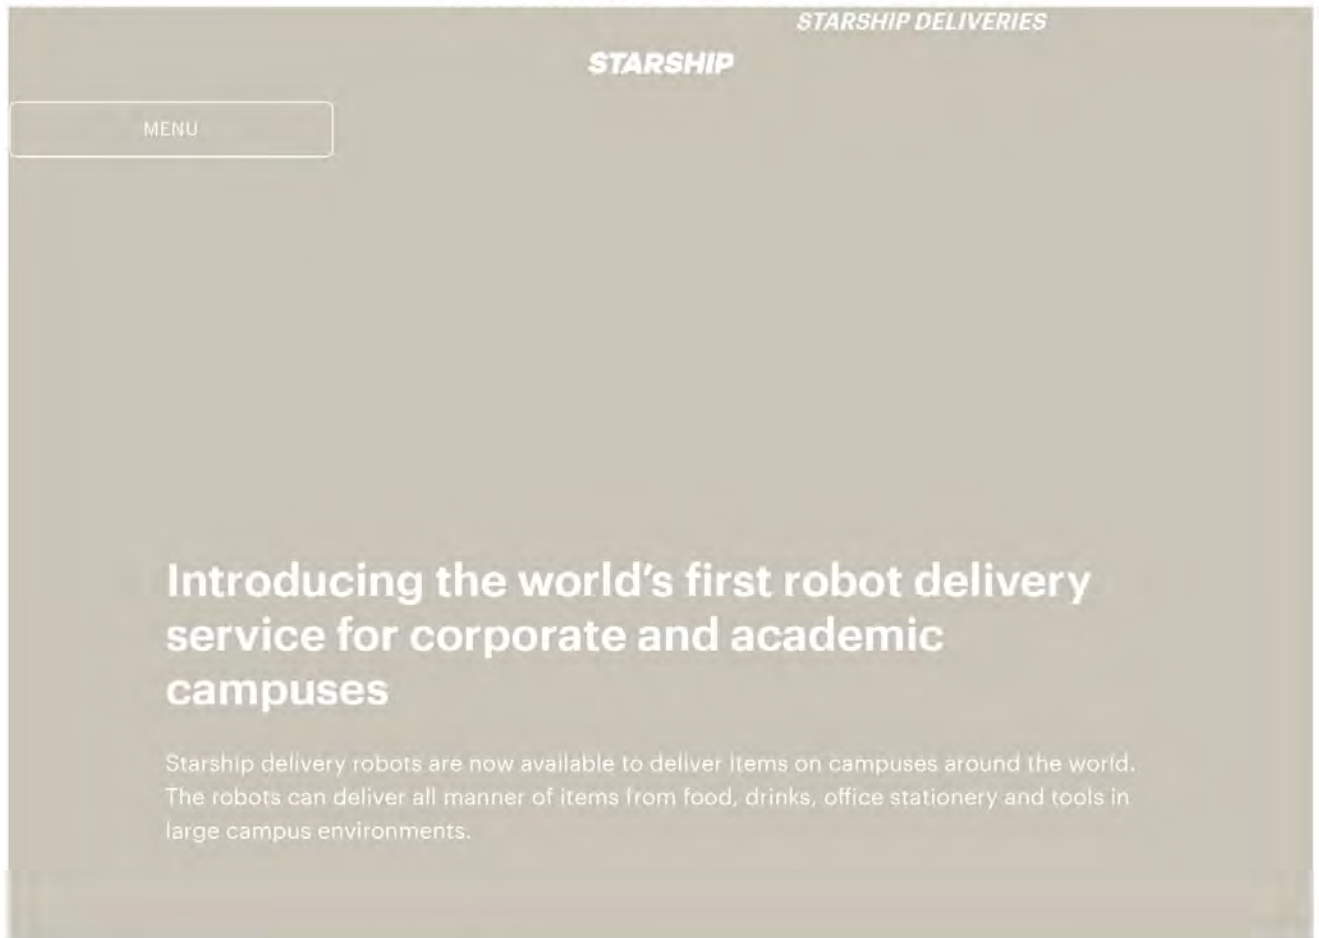 STARSHIP DELIVERIES
STARSHIP
MENU
Introducing the world's first robot delivery
service for corporate and academic
campuses
Starship delivery robots are now available to deliver items on campuses around the world.
The robots can deliver all manner of items from food, drinks, office stationery and tools in
large campus environments.